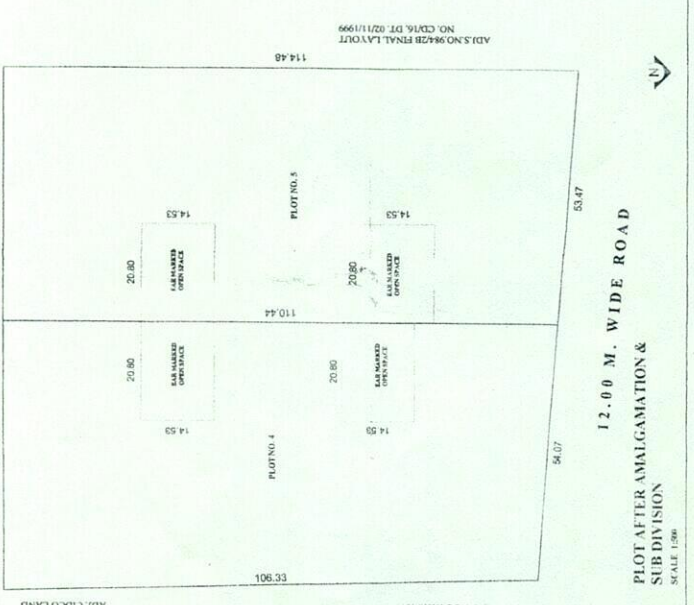 ADJ.S.NO.984/2B FINAL LAYOUT
NO. CD/16, DT. 02/11/1999
114.48
N
53.47
PLOT NO. 5
14.53
20.80
EAR MARKED
OPEN SPACE
14.53
20.80
EAR MARKED
OPEN SPACE
110.44
20.80
EAR MARKED
OPEN SPACE
14.53
20.80
EAR MARKED
OPEN SPACE
14.53
PLOT NO. 4
54.07
106.33
12.00 M. WIDE ROAD
PLOT AFTER AMALGAMATION &
SUB DIVISION
SCALE 1:500
ADJ. CIDCO LAND